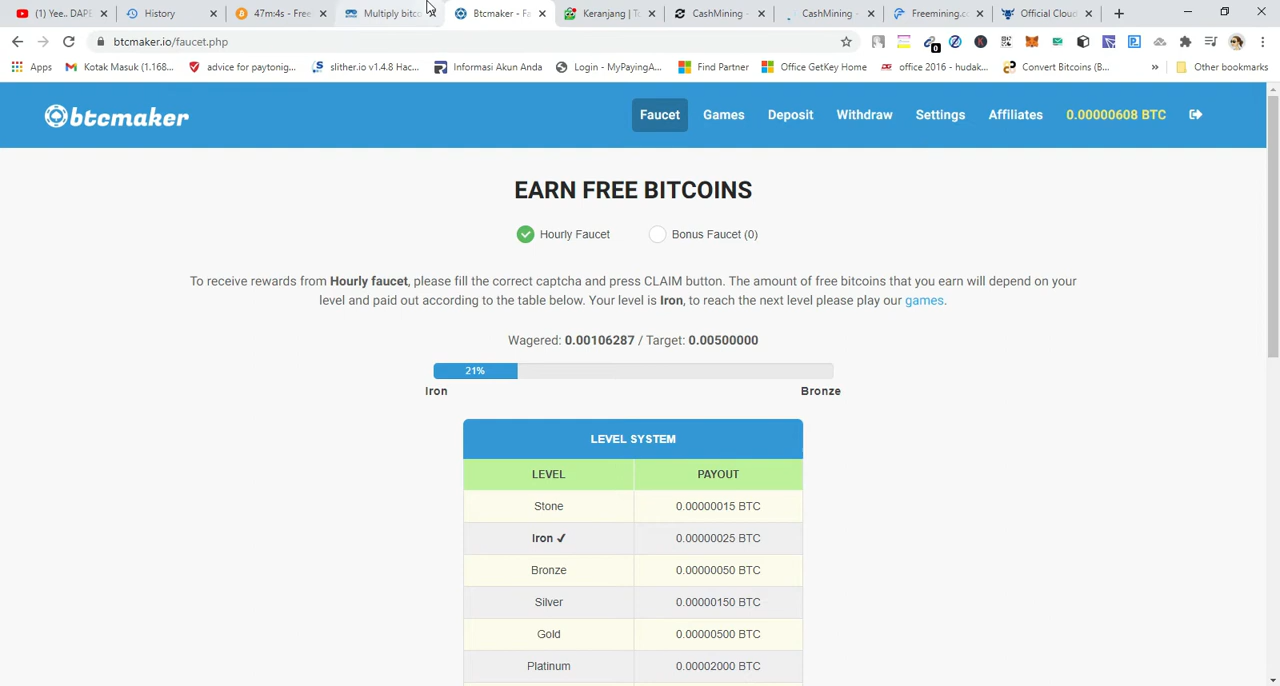 (1) Yee.. DAPE
History
47m:4s - Free
Multiply bitco
Btcmaker - Fa
Keranjang | To
CashMining -
CashMining -
Freemining.co
Official Cloud
btcmaker.io/faucet.php
Apps
Kotak Masuk (1.168...
advice for paytonig...
slither.io v1.4.8 Hac...
Informasi Akun Anda
Login - MyPayingA...
Find Partner
Office GetKey Home
office 2016 - hudak...
Convert Bitcoins (B...
»
Other bookmarks
btcmaker
Faucet
Games
Deposit
Withdraw
Settings
Affiliates
0.00000608 BTC
EARN FREE BITCOINS
Hourly Faucet
Bonus Faucet (0)
To receive rewards from Hourly faucet, please fill the correct captcha and press CLAIM button. The amount of free bitcoins that you earn will depend on your
level and paid out according to the table below. Your level is Iron, to reach the next level please play our games.
Wagered: 0.00106287 / Target: 0.00500000
21%
Iron
Bronze
LEVEL SYSTEM
LEVEL PAYOUT
Stone 0.00000015 BTC
Iron ✓ 0.00000025 BTC
Bronze 0.00000050 BTC
Silver 0.00000150 BTC
Gold 0.00000500 BTC
Platinum 0.00002000 BTC